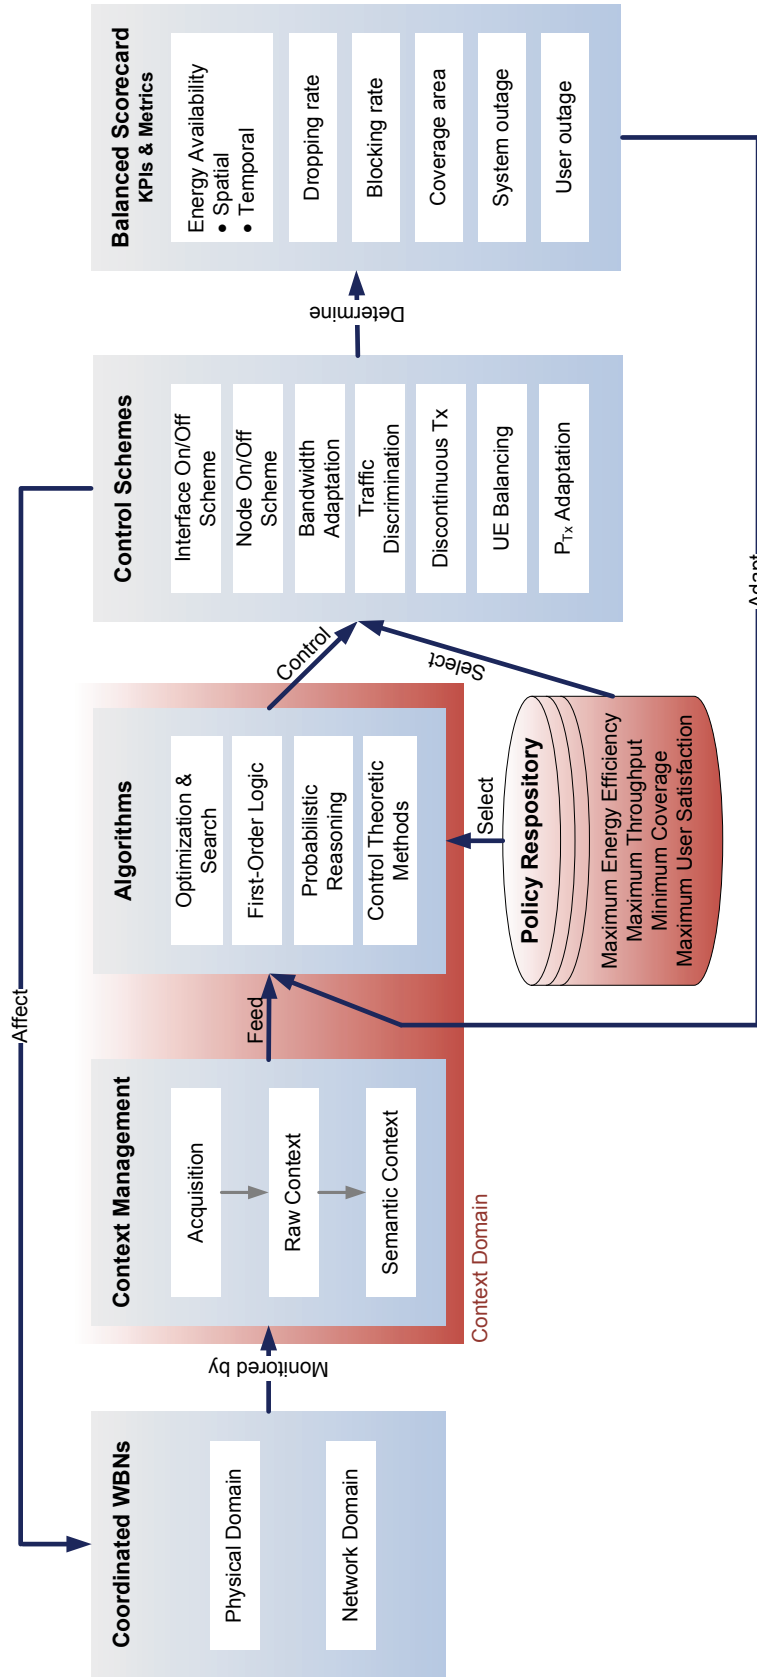 Affect
Coordinated WBNs
Physical Domain
Network Domain
Monitored by
Context Management
Acquisition
Raw Context
Semantic Context
Context Domain
Feed
Algorithms
Optimization &
Search
First-Order Logic
Probabilistic
Reasoning
Control Theoretic
Methods
Select
Policy Respository
Maximum Energy Efficiency
Maximum Throughput
Minimum Coverage
Maximum User Satisfaction
Control
Select
Control Schemes
Interface On/Off
Scheme
Node On/Off
Scheme
Bandwidth
Adaptation
Traffic
Discrimination
Discontinuous Tx
UE Balancing
P_Tx Adaptation
Determine
Balanced Scorecard
KPIs & Metrics
Energy Availability
• Spatial
• Temporal
Dropping rate
Blocking rate
Coverage area
System outage
User outage
Adapt